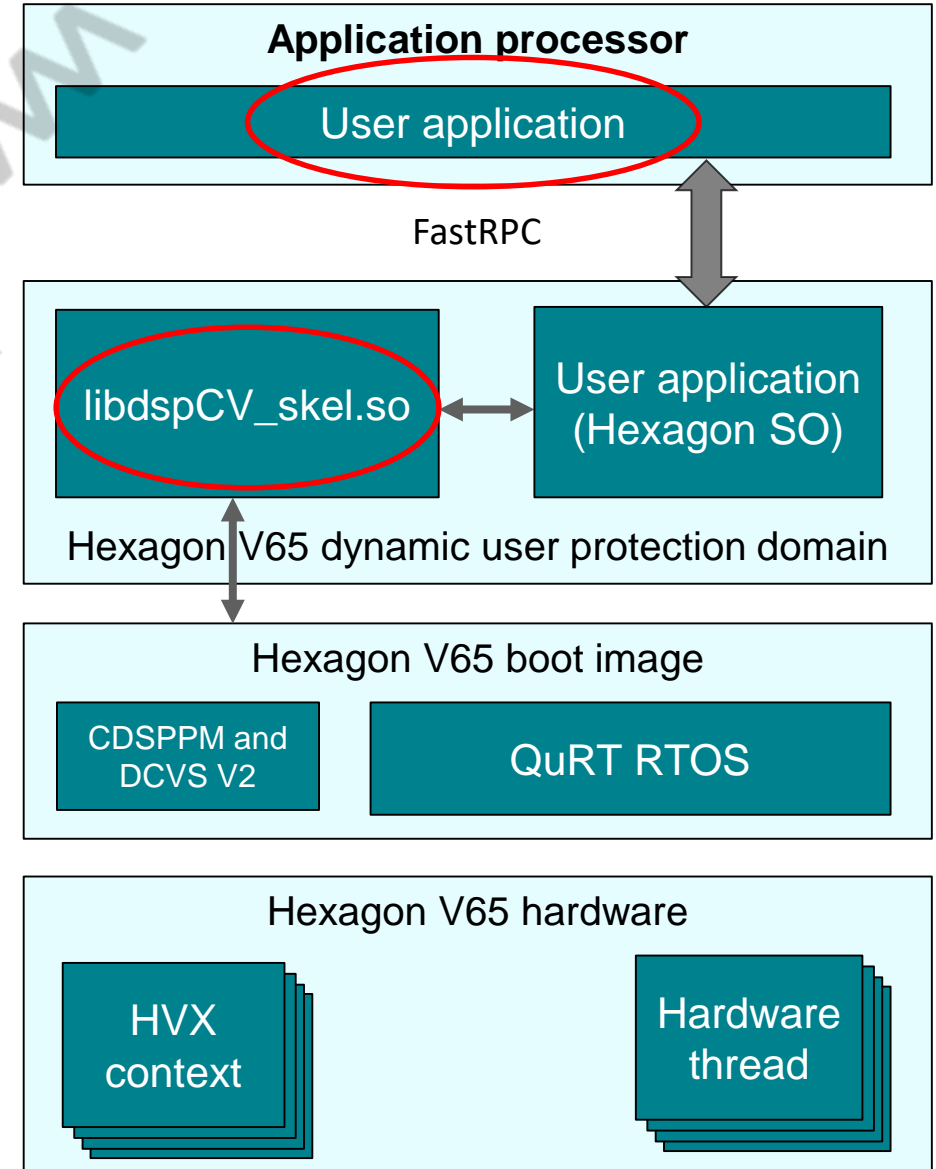 Application processor
User application
FastRPC
libdspCV_skel.so
User application
(Hexagon SO)
Hexagon V65 dynamic user protection domain
Hexagon V65 boot image
CDSPPM and
DCVS V2
QuRT RTOS
Hexagon V65 hardware
HVX
context
Hardware
thread